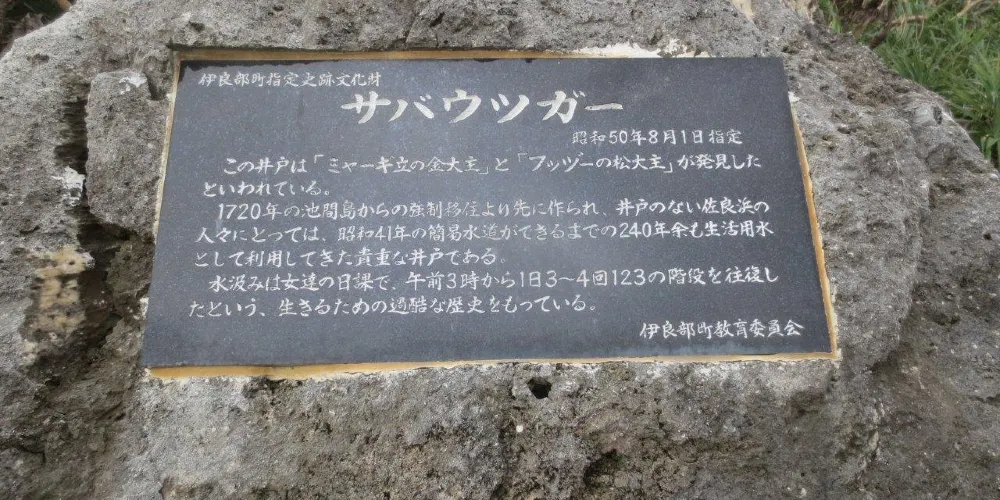 伊良部町指定史跡文化財
サバウツガー
昭和50年8月1日指定
この井戸は「ミャーギ立の金大主」と「フッヅーの松大主」が発見した
といわれている。
1720年の池間島からの強制移住より先に作られ、井戸のない佐良浜の
人々にとっては、昭和41年の簡易水道ができるまでの240年余も生活用水
として利用してきた貴重な井戸である。
水汲みは女達の日課で、午前3時から1日3〜4回123の階段を往復し
たという、生きるための過酷な歴史をもっている。
伊良部町教育委員会